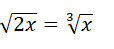 √2x = ∛x